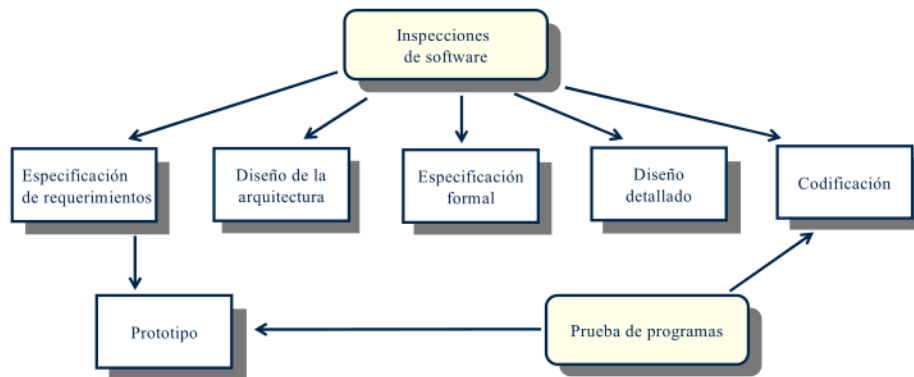 Inspecciones
de software
Especificación
de requerimientos
Diseño de la
arquitectura
Especificación
formal
Diseño
detallado
Codificación
Prototipo
Prueba de programas